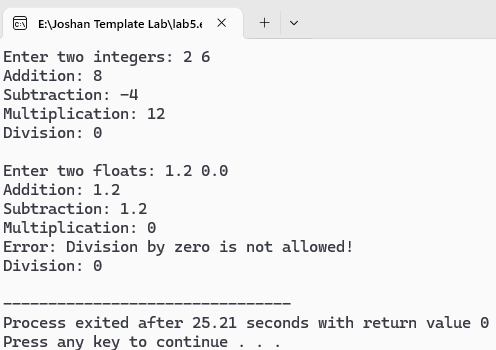 E:\Joshan Template Lab\lab5.e
Enter two integers: 2 6
Addition: 8
Subtraction: -4
Multiplication: 12
Division: 0
Enter two floats: 1.2 0.0
Addition: 1.2
Subtraction: 1.2
Multiplication: 0
Error: Division by zero is not allowed!
Division: 0
--------------------------------
Process exited after 25.21 seconds with return value 0
Press any key to continue . . .